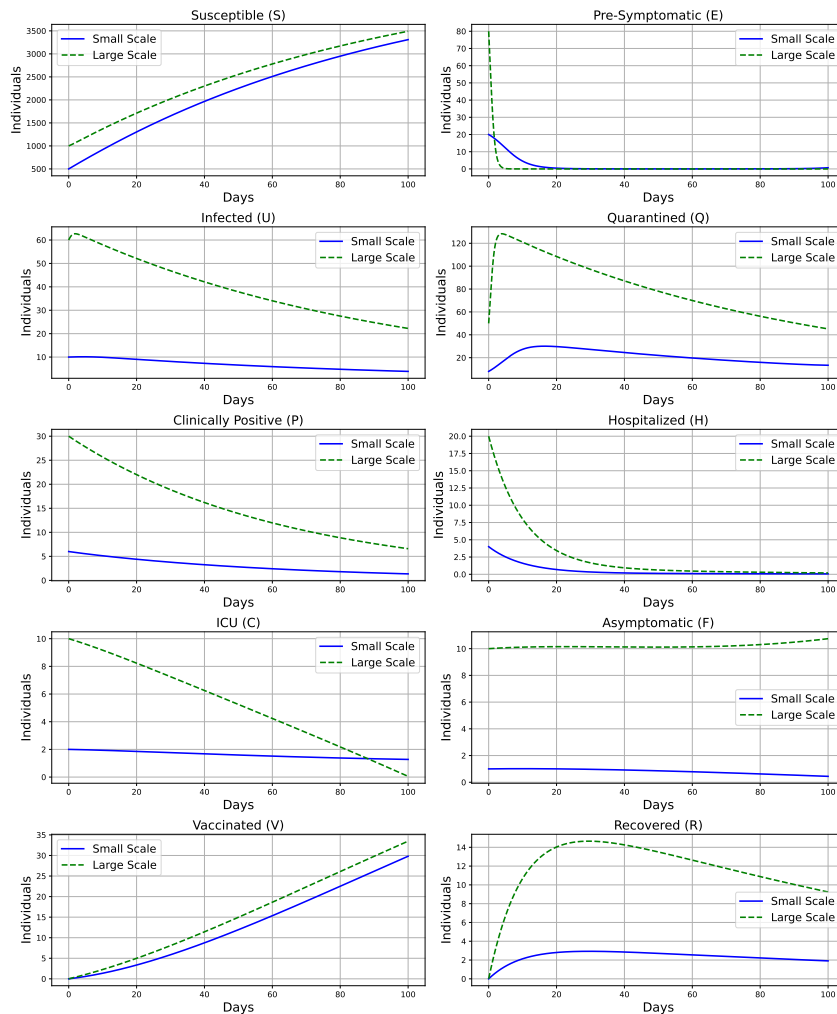 Susceptible (S)
3500
3000
2500
2000
1500
1000
500
Individuals
Small Scale
Large Scale
0 20 40 60 80 100
Days
Pre-Symptomatic (E)
80
70
60
50
40
30
20
10
0
Individuals
Small Scale
Large Scale
0 20 40 60 80 100
Days
Infected (U)
60
50
40
30
20
10
Individuals
Small Scale
Large Scale
0 20 40 60 80 100
Days
Quarantined (Q)
120
100
80
60
40
20
Individuals
Small Scale
Large Scale
0 20 40 60 80 100
Days
Clinically Positive (P)
30
25
20
15
10
5
0
Individuals
Small Scale
Large Scale
0 20 40 60 80 100
Days
Hospitalized (H)
20.0
17.5
15.0
12.5
10.0
7.5
5.0
2.5
0.0
Individuals
Small Scale
Large Scale
0 20 40 60 80 100
Days
ICU (C)
10
8
6
4
2
0
Individuals
Small Scale
Large Scale
0 20 40 60 80 100
Days
Asymptomatic (F)
10
8
6
4
2
0
Individuals
Small Scale
Large Scale
0 20 40 60 80 100
Days
Vaccinated (V)
35
30
25
20
15
10
5
0
Individuals
Small Scale
Large Scale
0 20 40 60 80 100
Days
Recovered (R)
14
12
10
8
6
4
2
0
Individuals
Small Scale
Large Scale
0 20 40 60 80 100
Days